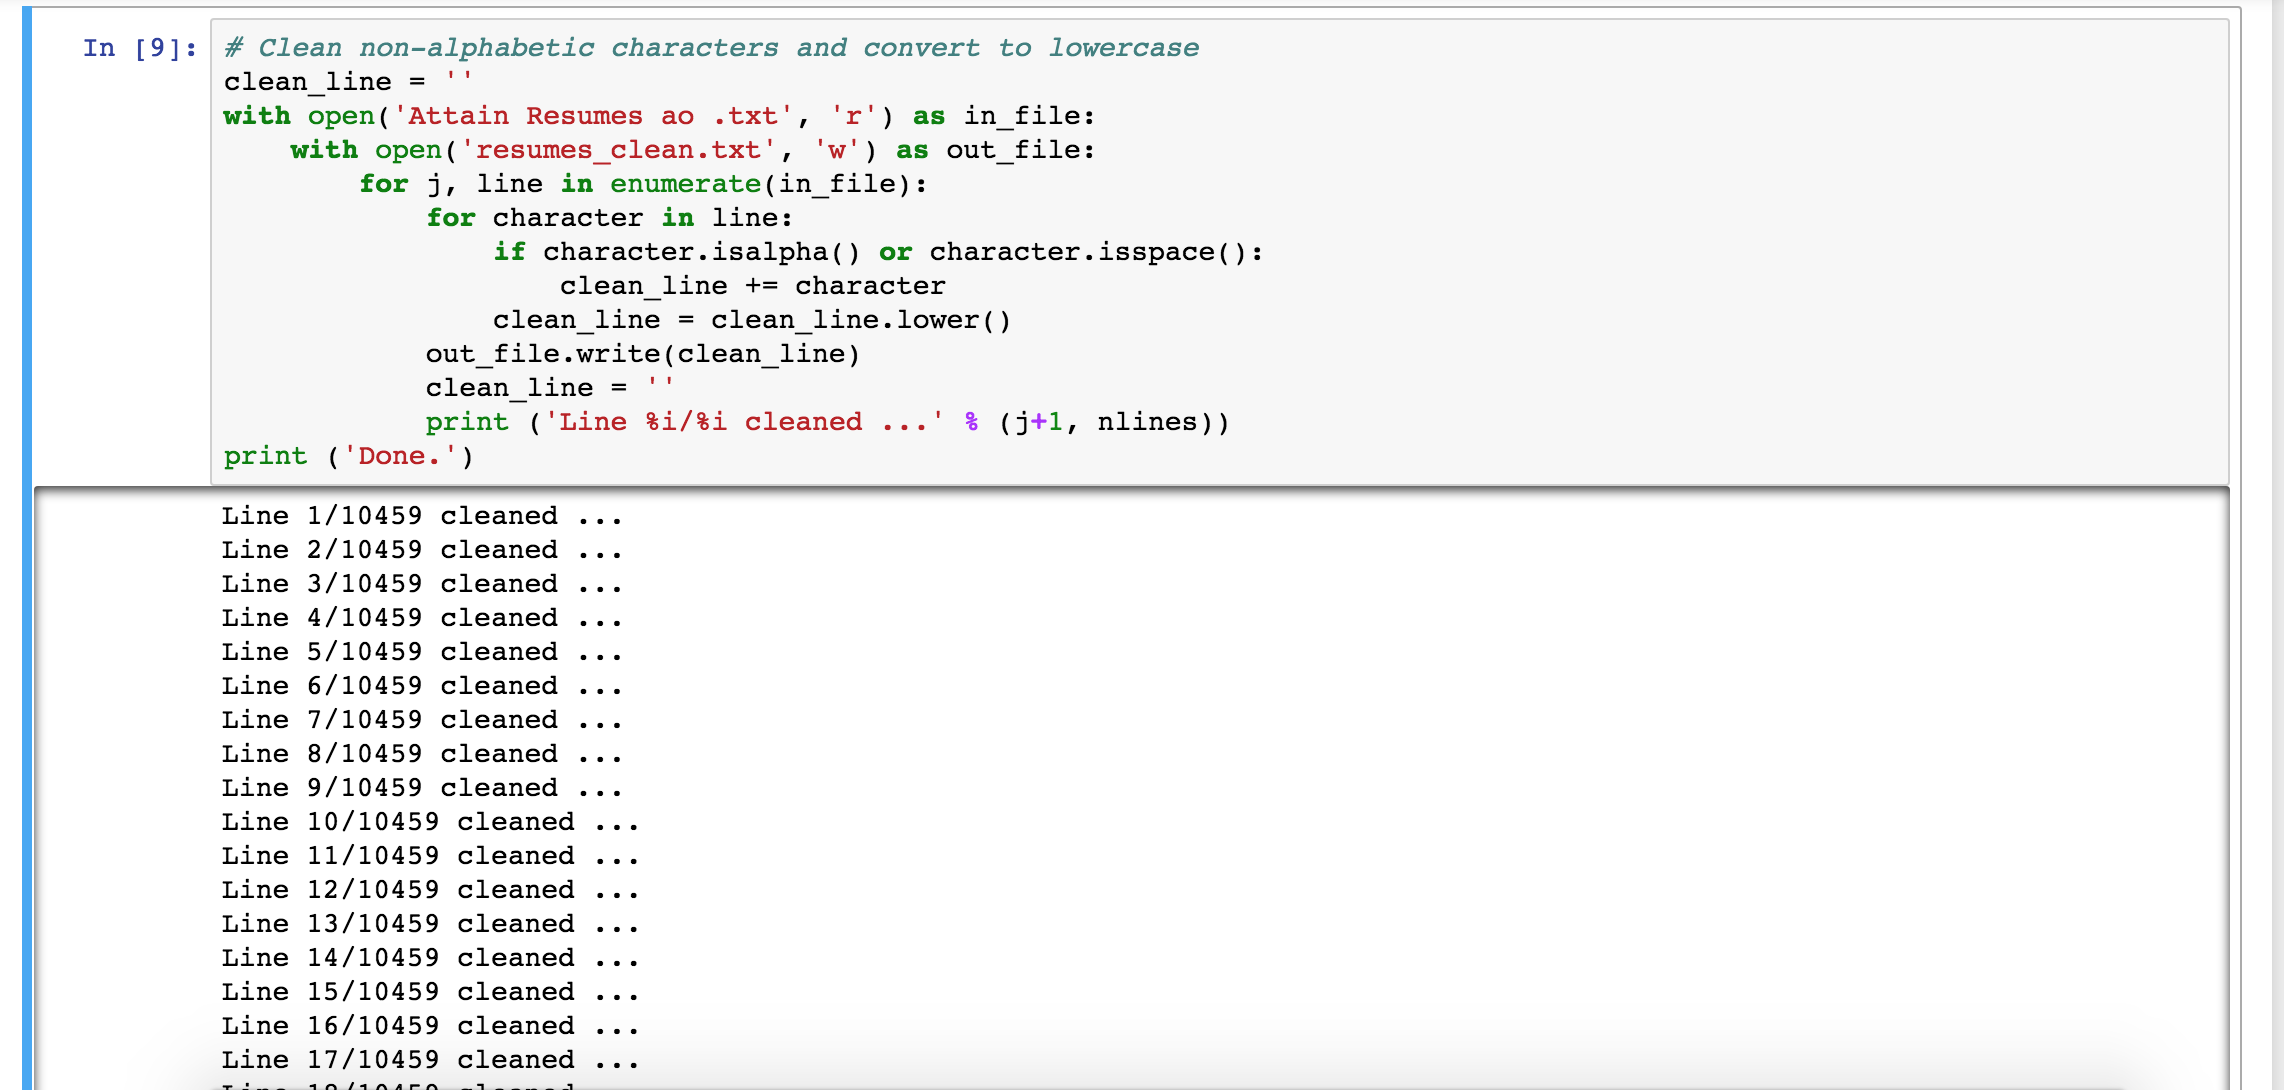 In [9]: # Clean non-alphabetic characters and convert to lowercase
clean_line = ''
with open('Attain Resumes ao .txt', 'r') as in_file:
    with open('resumes_clean.txt', 'w') as out_file:
        for j, line in enumerate(in_file):
            for character in line:
                if character.isalpha() or character.isspace():
                    clean_line += character
                clean_line = clean_line.lower()
            out_file.write(clean_line)
            clean_line = ''
            print ('Line %i/%i cleaned ...' % (j+1, nlines))
print ('Done.')
Line 1/10459 cleaned ...
Line 2/10459 cleaned ...
Line 3/10459 cleaned ...
Line 4/10459 cleaned ...
Line 5/10459 cleaned ...
Line 6/10459 cleaned ...
Line 7/10459 cleaned ...
Line 8/10459 cleaned ...
Line 9/10459 cleaned ...
Line 10/10459 cleaned ...
Line 11/10459 cleaned ...
Line 12/10459 cleaned ...
Line 13/10459 cleaned ...
Line 14/10459 cleaned ...
Line 15/10459 cleaned ...
Line 16/10459 cleaned ...
Line 17/10459 cleaned ...